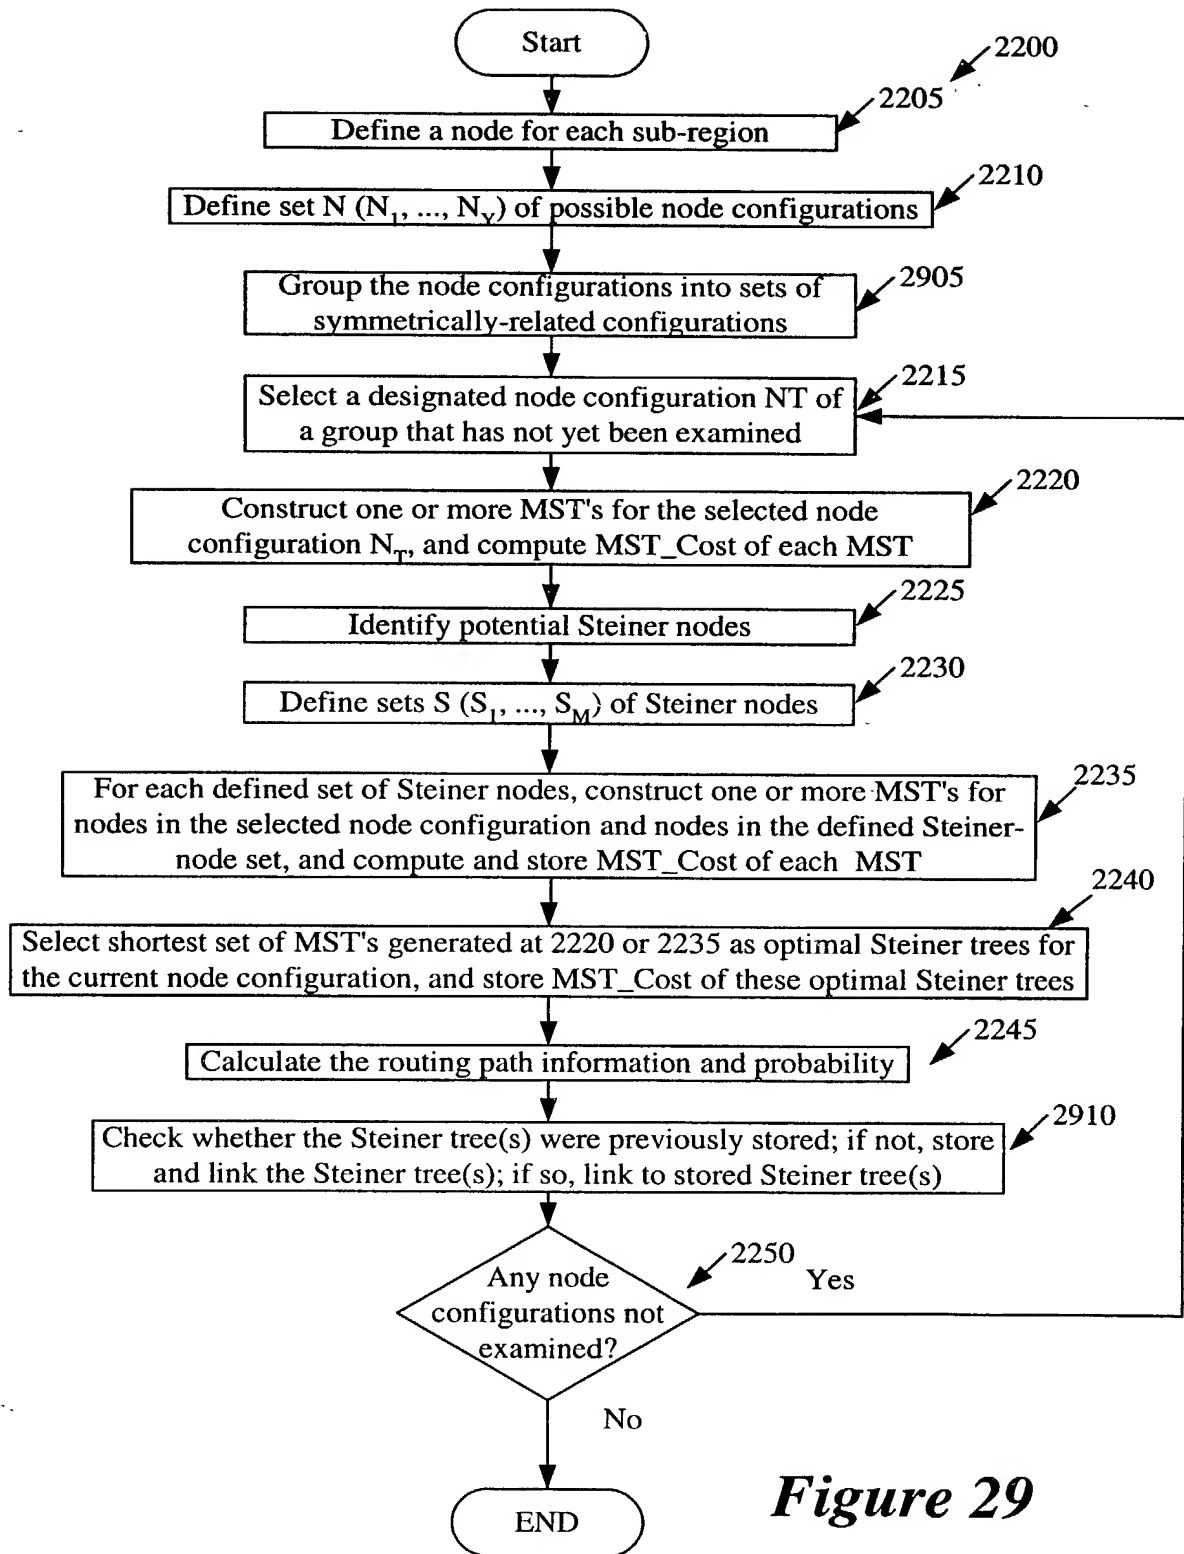 Start
2200
2205
Define a node for each sub-region
2210
Define set N (N1, ..., NY) of possible node configurations
2905
Group the node configurations into sets of
symmetrically-related configurations
2215
Select a designated node configuration NT of
a group that has not yet been examined
2220
Construct one or more MST's for the selected node
configuration NT, and compute MST_Cost of each MST
2225
Identify potential Steiner nodes
2230
Define sets S (S1, ..., SM) of Steiner nodes
2235
For each defined set of Steiner nodes, construct one or more MST's for
nodes in the selected node configuration and nodes in the defined Steiner-
node set, and compute and store MST_Cost of each MST
2240
Select shortest set of MST's generated at 2220 or 2235 as optimal Steiner trees for
the current node configuration, and store MST_Cost of these optimal Steiner trees
2245
Calculate the routing path information and probability
2910
Check whether the Steiner tree(s) were previously stored; if not, store
and link the Steiner tree(s); if so, link to stored Steiner tree(s)
2250
Yes
Any node
configurations not
examined?
No
END
Figure 29